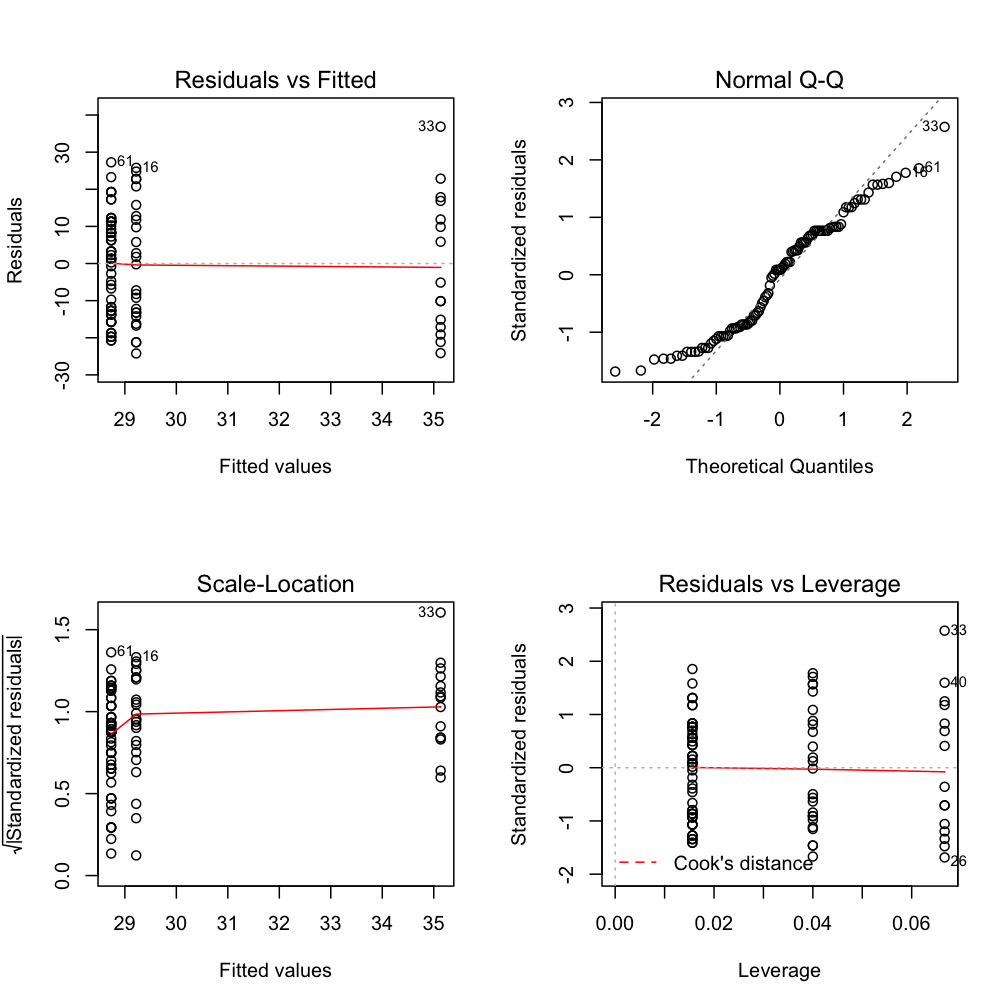 Residuals vs Fitted
Residuals
30
10
0
-10
-30
33
61
16
29 30 31 32 33 34 35
Fitted values
Normal Q-Q
Standardized residuals
3
2
1
0
-1
33
61
-2 -1 0 1 2
Theoretical Quantiles
Scale-Location
√|Standardized residuals|
1.5
1.0
0.5
0.0
33
61
16
29 30 31 32 33 34 35
Fitted values
Residuals vs Leverage
Standardized residuals
3
2
1
0
-1
-2
33
40
26
Cook's distance
0.00 0.02 0.04 0.06
Leverage